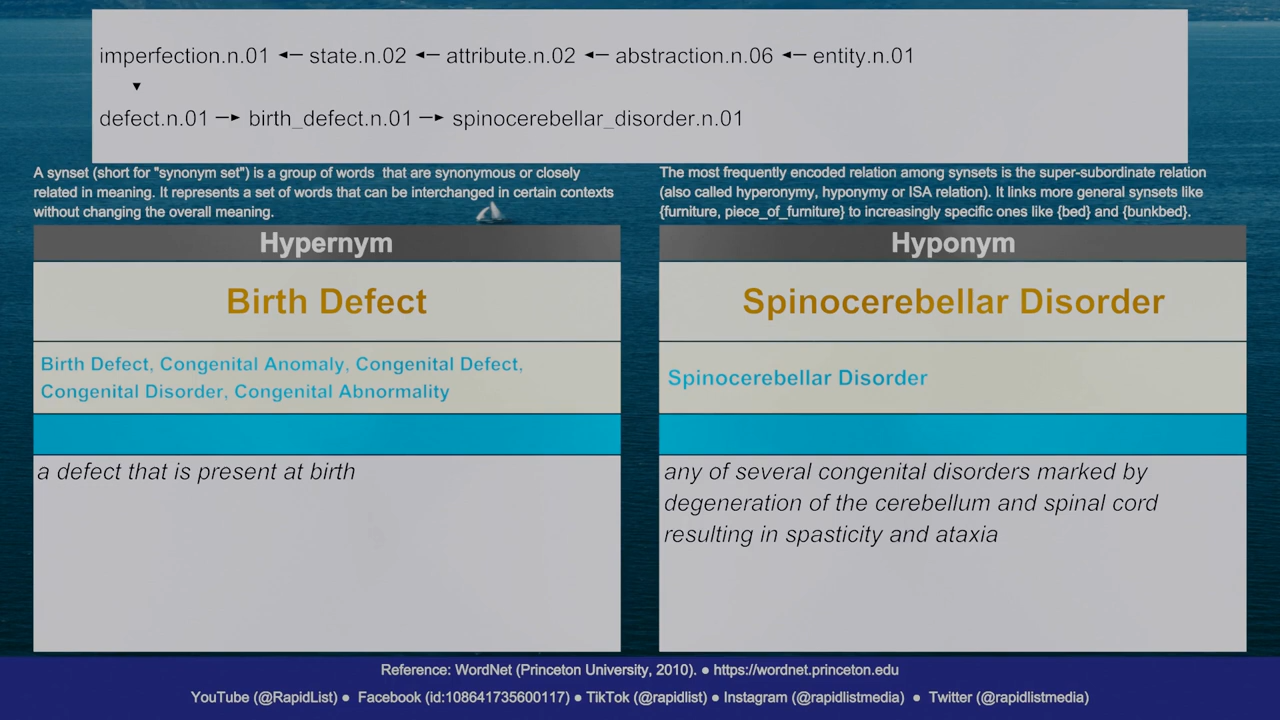 imperfection.n.01 ◄─ state.n.02 ◄─ attribute.n.02 ◄─ abstraction.n.06 ◄─ entity.n.01
▼
defect.n.01 ─► birth_defect.n.01 ─► spinocerebellar_disorder.n.01
A synset (short for "synonym set") is a group of words that are synonymous or closely
related in meaning. It represents a set of words that can be interchanged in certain contexts
without changing the overall meaning.
The most frequently encoded relation among synsets is the super-subordinate relation
(also called hyperonymy, hyponymy or ISA relation). It links more general synsets like
{furniture, piece_of_furniture} to increasingly specific ones like {bed} and {bunkbed}.
Hypernym
Birth Defect
Birth Defect, Congenital Anomaly, Congenital Defect,
Congenital Disorder, Congenital Abnormality
a defect that is present at birth
Hyponym
Spinocerebellar Disorder
Spinocerebellar Disorder
any of several congenital disorders marked by
degeneration of the cerebellum and spinal cord
resulting in spasticity and ataxia
Reference: WordNet (Princeton University, 2010). ● https://wordnet.princeton.edu
YouTube (@RapidList) ● Facebook (id:108641735600117) ● TikTok (@rapidlist) ● Instagram (@rapidlistmedia) ● Twitter (@rapidlistmedia)